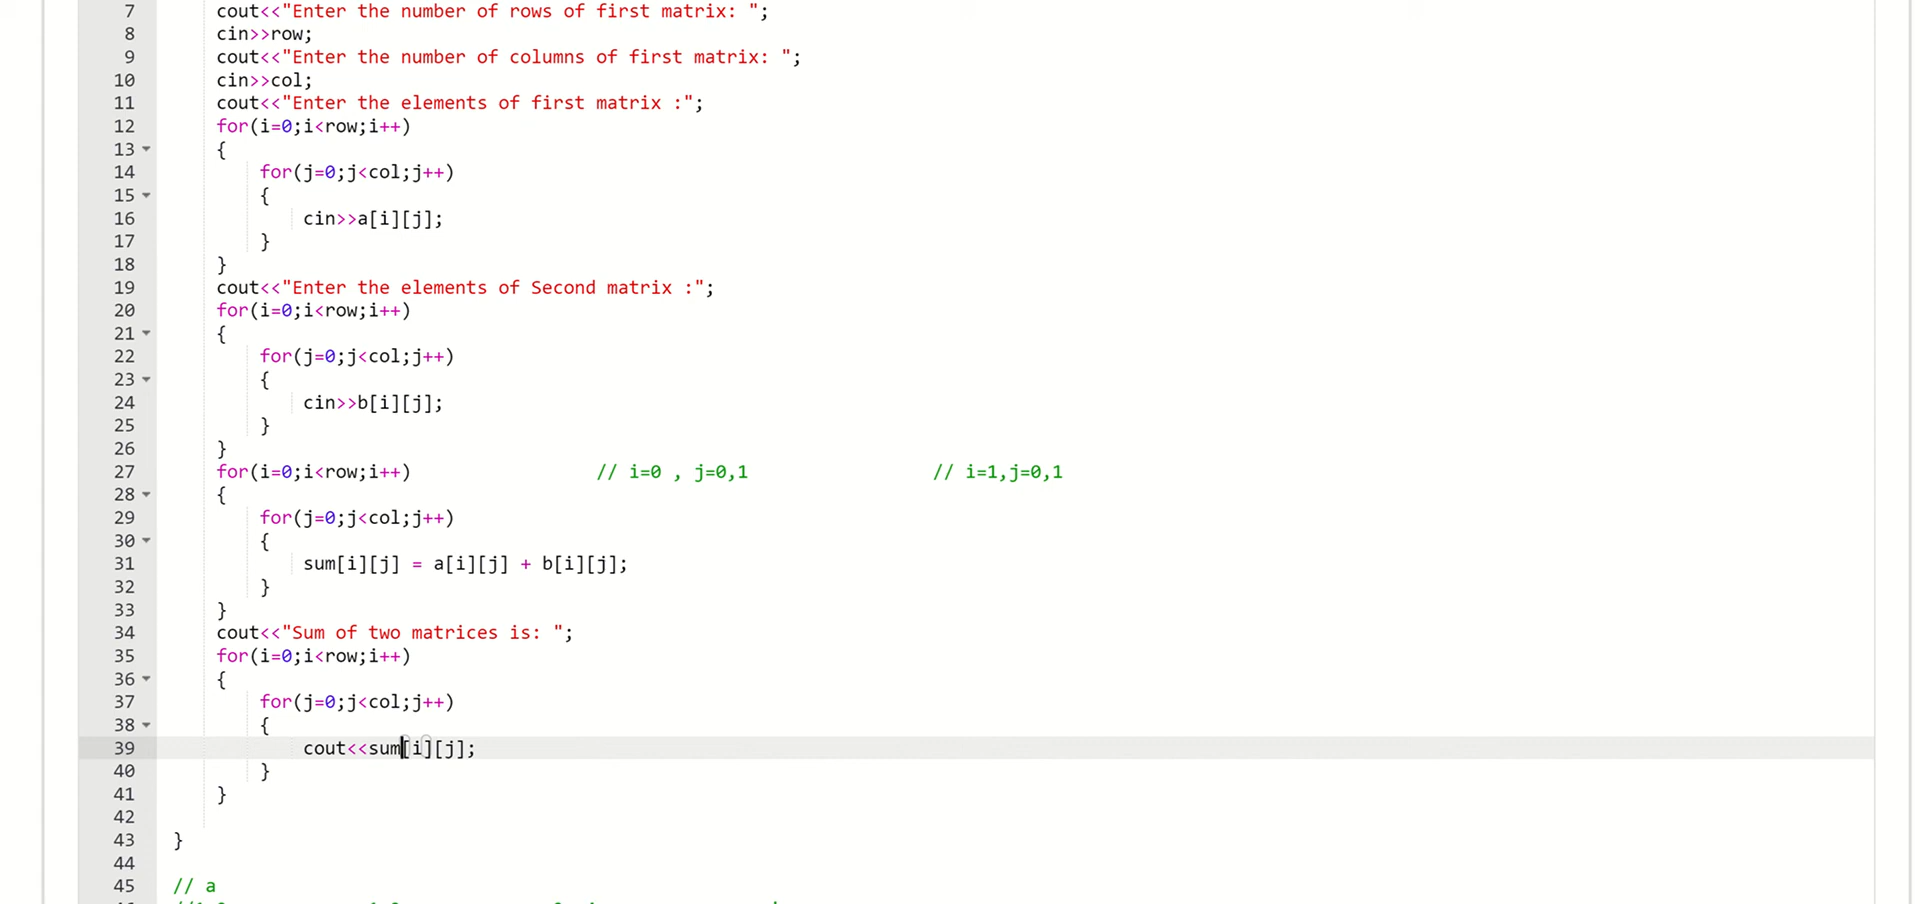 7 cout<<"Enter the number of rows of first matrix: ";
8 cin>>row;
9 cout<<"Enter the number of columns of first matrix: ";
10 cin>>col;
11 cout<<"Enter the elements of first matrix :";
12 for(i=0;i<row;i++)
13 {
14 for(j=0;j<col;j++)
15 {
16 cin>>a[i][j];
17 }
18 }
19 cout<<"Enter the elements of Second matrix :";
20 for(i=0;i<row;i++)
21 {
22 for(j=0;j<col;j++)
23 {
24 cin>>b[i][j];
25 }
26 }
27 for(i=0;i<row;i++) // i=0 , j=0,1 // i=1,j=0,1
28 {
29 for(j=0;j<col;j++)
30 {
31 sum[i][j] = a[i][j] + b[i][j];
32 }
33 }
34 cout<<"Sum of two matrices is: ";
35 for(i=0;i<row;i++)
36 {
37 for(j=0;j<col;j++)
38 {
39 cout<<sum[i][j];
40 }
41 }
42
43 }
44
45 // a